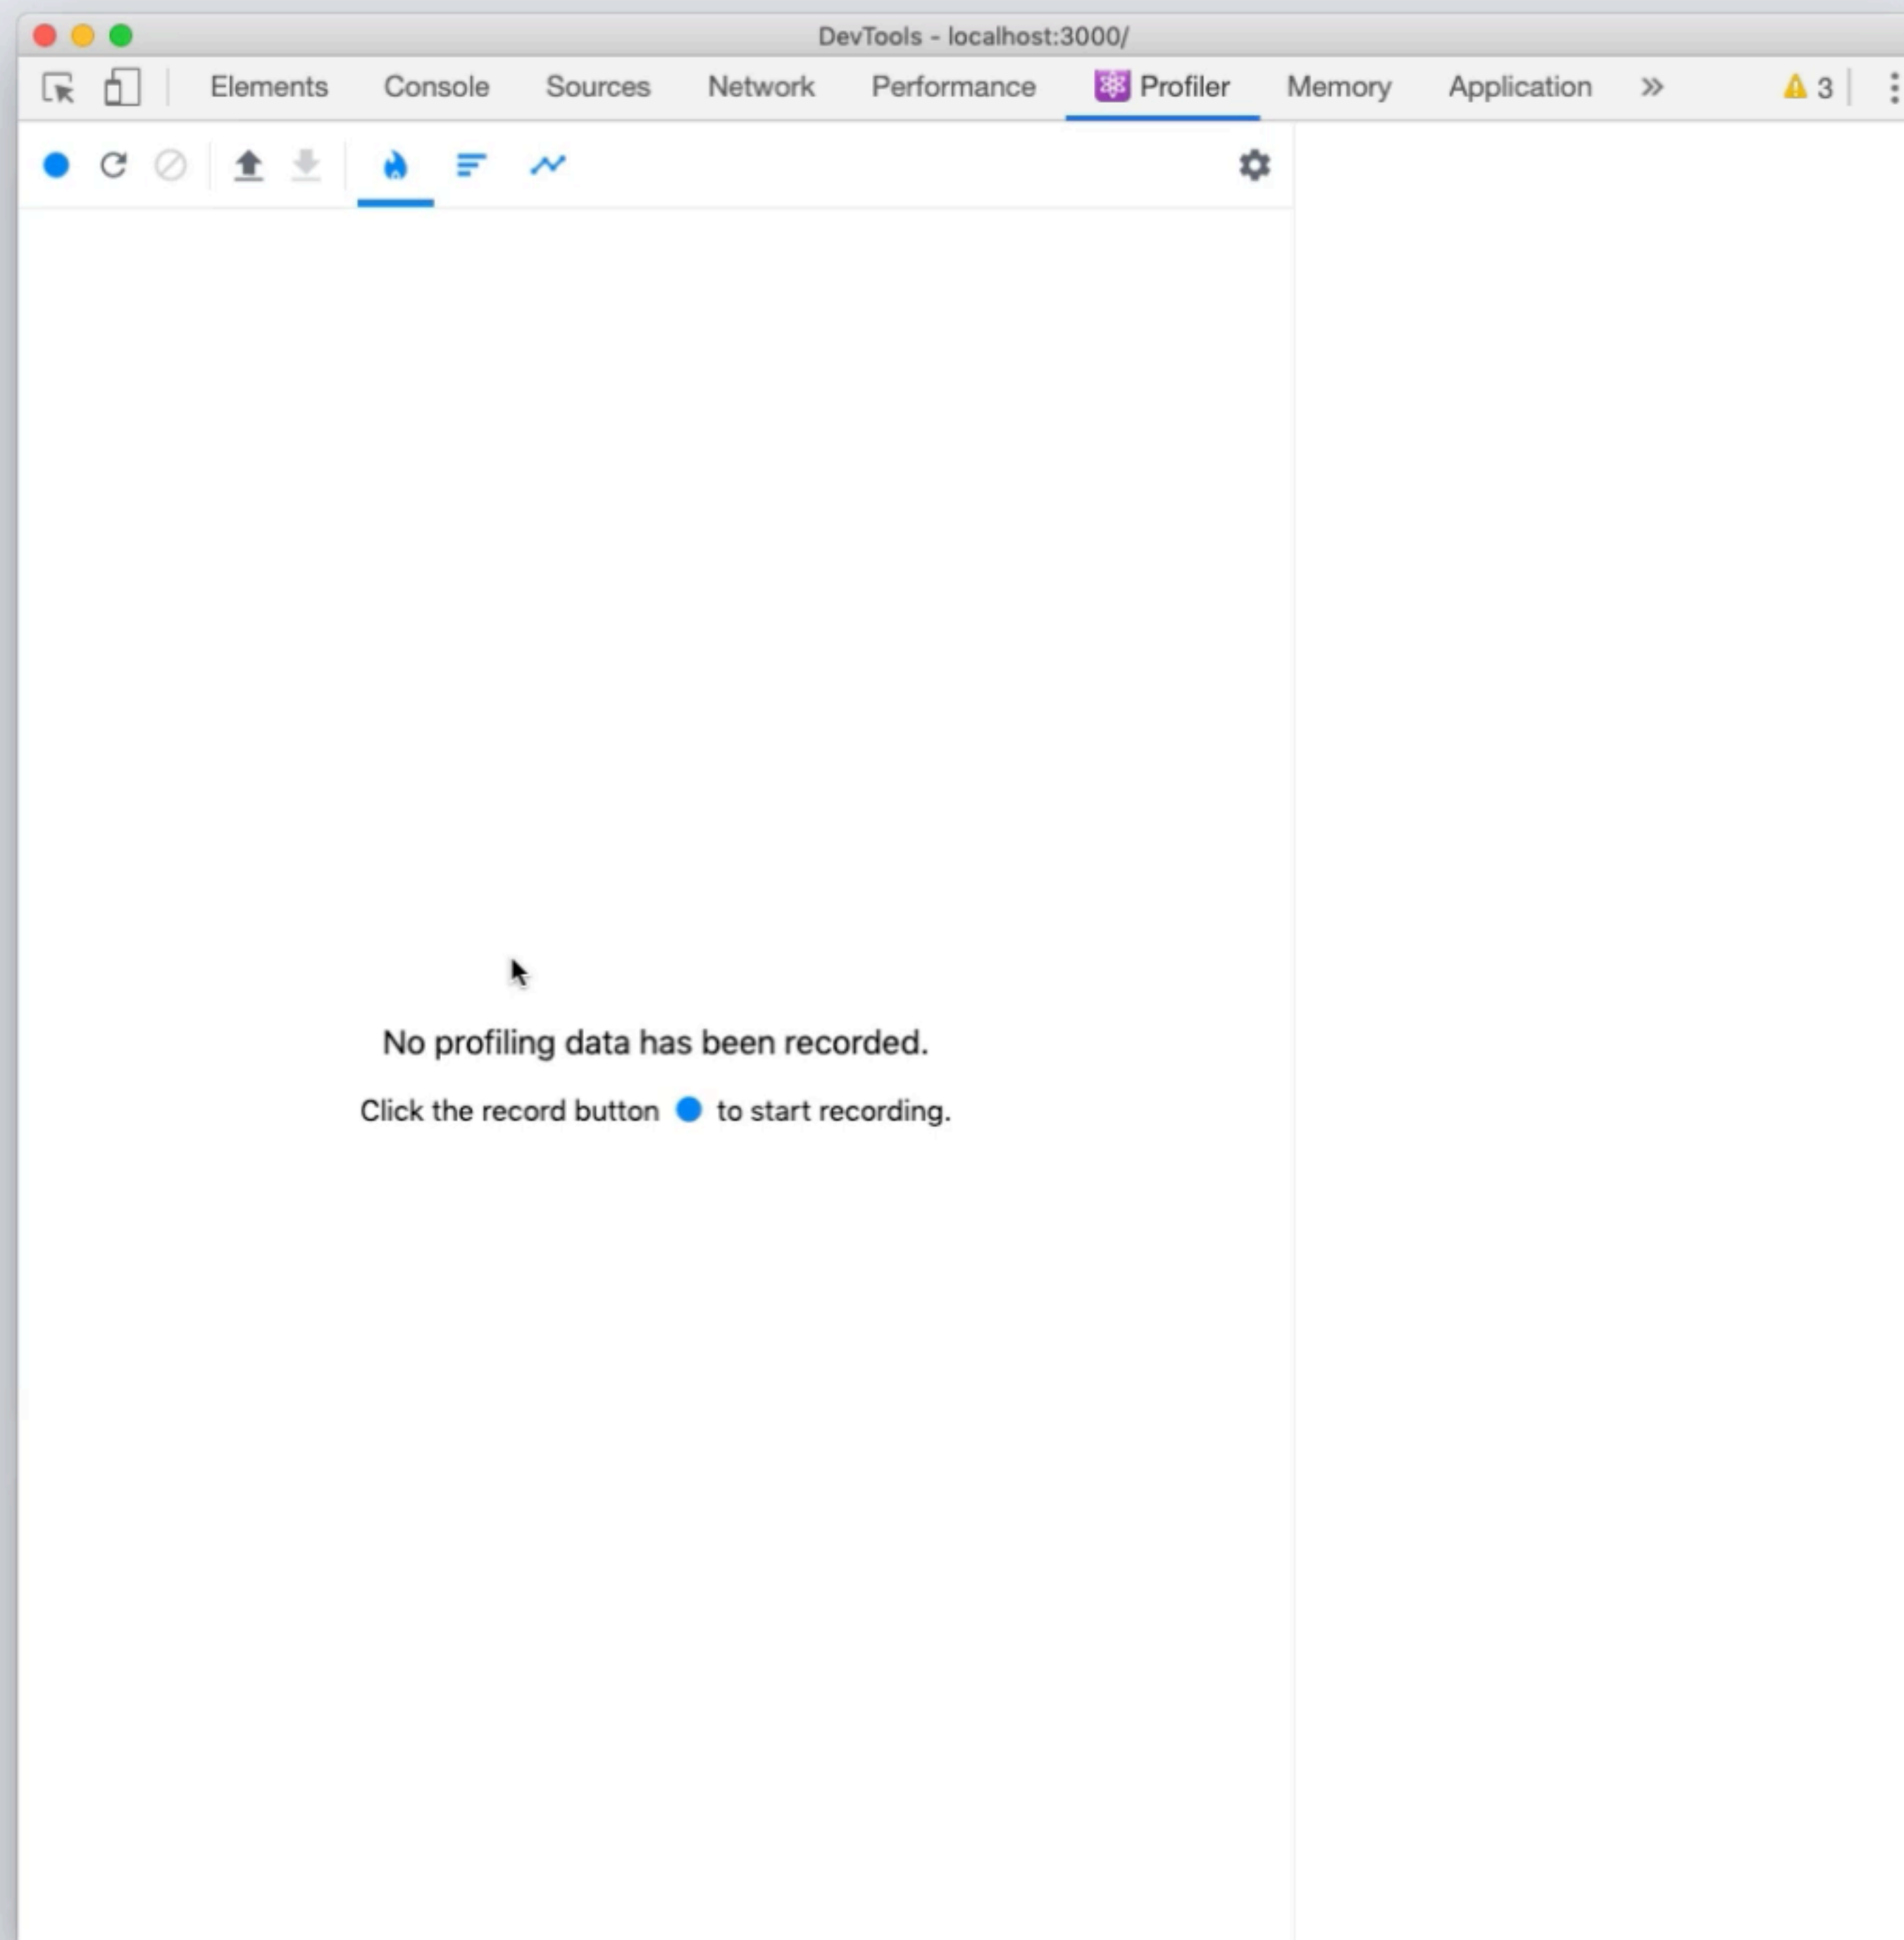 DevTools - localhost:3000/
Elements Console Sources Network Performance Profiler Memory Application » 3
No profiling data has been recorded.
Click the record button to start recording.